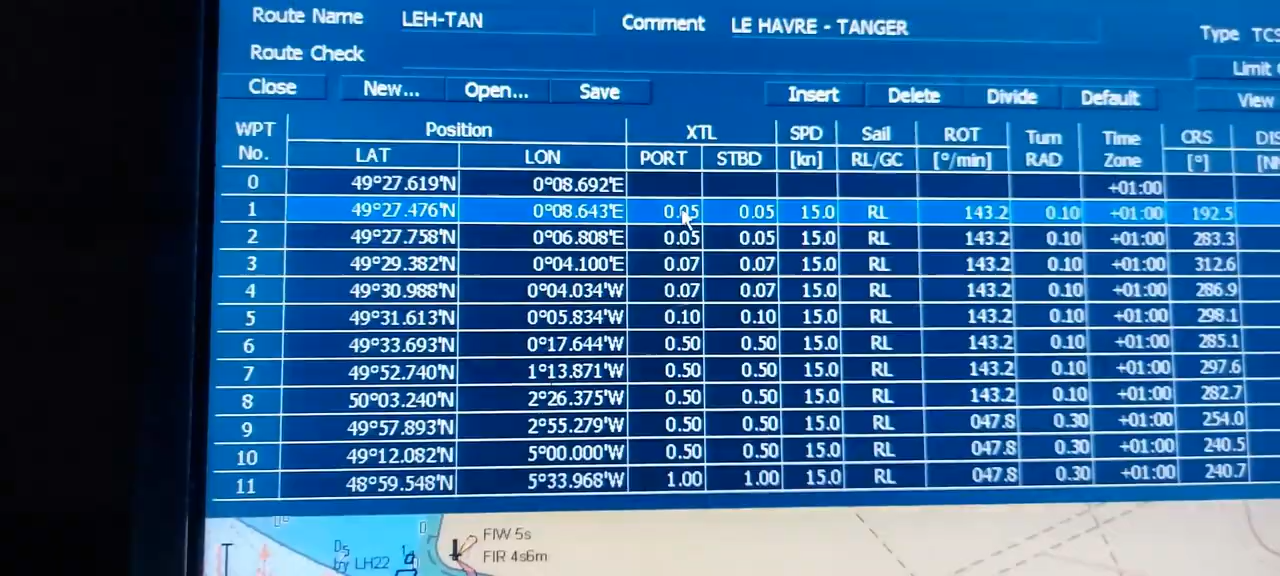 Route Name LEH-TAN Comment LE HAVRE - TANGER
Type TCS
Route Check
Limit
Close New... Open... Save Insert Delete Divide Default View
WPT No. Position XTL SPD [kn] Sail RL/GC ROT [°/min] Turn RAD Time Zone CRS [°]
LAT LON PORT STBD
0 49°27.619'N 0°08.692'E +01:00
1 49°27.476'N 0°08.643'E 0.05 0.05 15.0 RL 143.2 0.10 +01:00 192.5
2 49°27.758'N 0°06.808'E 0.05 0.05 15.0 RL 143.2 0.10 +01:00 283.3
3 49°29.382'N 0°04.100'E 0.07 0.07 15.0 RL 143.2 0.10 +01:00 312.6
4 49°30.988'N 0°04.034'W 0.07 0.07 15.0 RL 143.2 0.10 +01:00 286.9
5 49°31.613'N 0°05.834'W 0.10 0.10 15.0 RL 143.2 0.10 +01:00 298.1
6 49°33.693'N 0°17.644'W 0.50 0.50 15.0 RL 143.2 0.10 +01:00 285.1
7 49°52.740'N 1°13.871'W 0.50 0.50 15.0 RL 143.2 0.10 +01:00 297.6
8 50°03.240'N 2°26.375'W 0.50 0.50 15.0 RL 143.2 0.10 +01:00 282.7
9 49°57.893'N 2°55.279'W 0.50 0.50 15.0 RL 047.8 0.30 +01:00 254.0
10 49°12.082'N 5°00.000'W 0.50 0.50 15.0 RL 047.8 0.30 +01:00 240.5
11 48°59.548'N 5°33.968'W 1.00 1.00 15.0 RL 047.8 0.30 +01:00 240.7
FlW 5s
FlR 4s6m
LH22